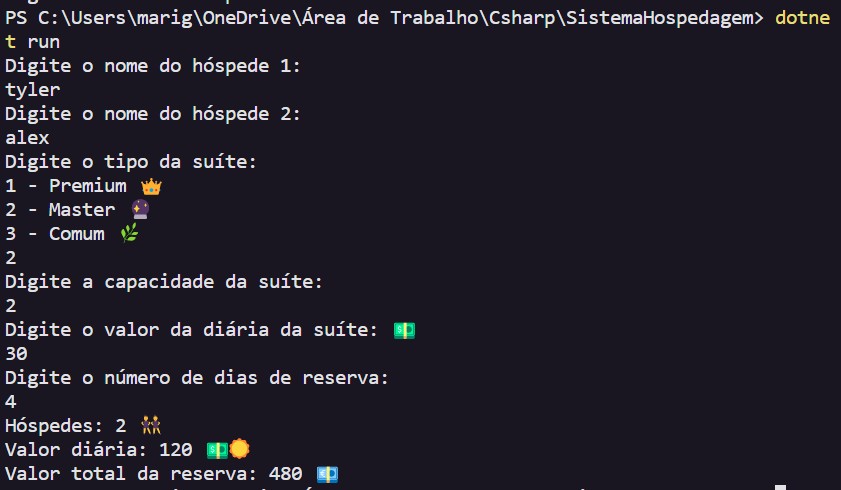 PS C:\Users\marig\OneDrive\Área de Trabalho\Csharp\SistemaHospedagem> dotne
t run
Digite o nome do hóspede 1:
tyler
Digite o nome do hóspede 2:
alex
Digite o tipo da suíte:
1 - Premium 👑
2 - Master 🔮
3 - Comum 🌿
2
Digite a capacidade da suíte:
2
Digite o valor da diária da suíte: 💵
30
Digite o número de dias de reserva:
4
Hóspedes: 2 👯
Valor diária: 120 💵🌞
Valor total da reserva: 480 💶